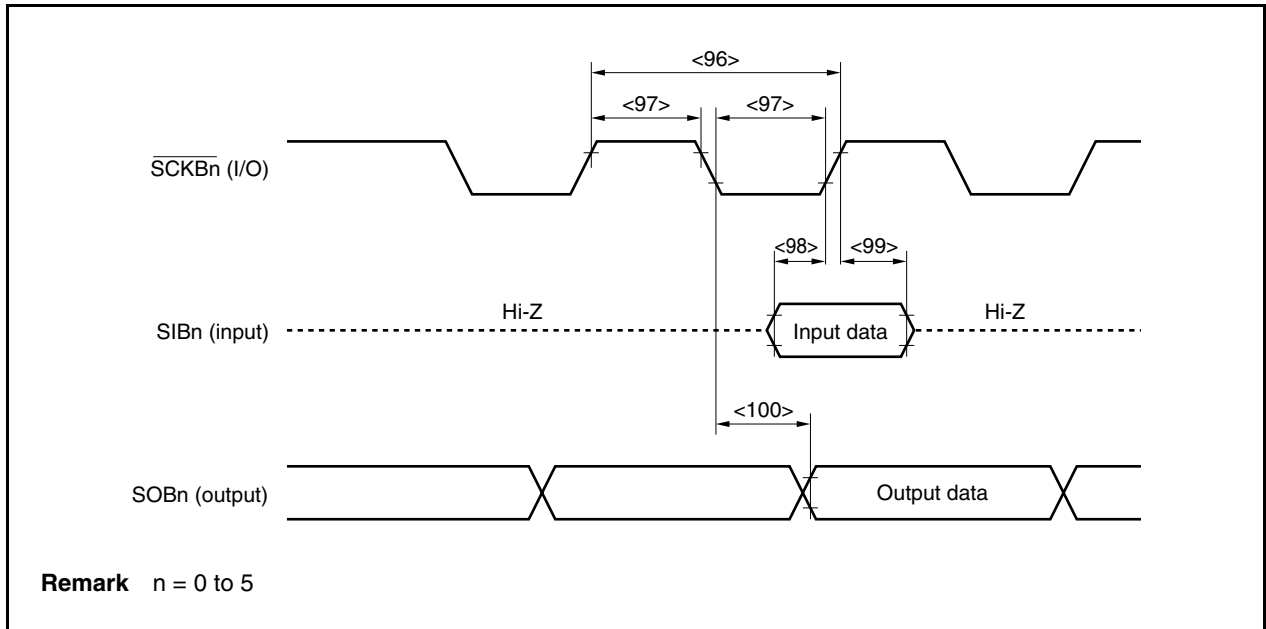 <96>
<97> <97>
S̅C̅K̅B̅n̅ (I/O)
<98> <99>
Hi-Z Hi-Z
SIBn (input) Input data
<100>
SOBn (output) Output data
Remark n = 0 to 5